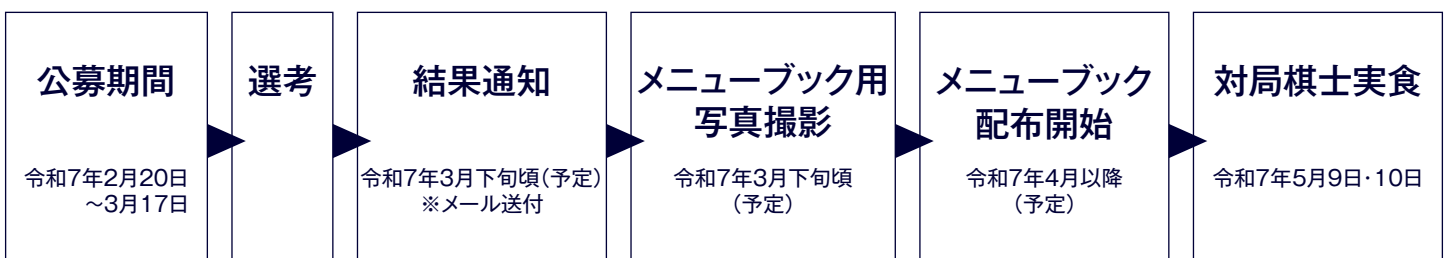 公募期間
令和7年2月20日
～3月17日
選考
結果通知
令和7年3月下旬頃(予定)
※メール送付
メニューブック用
写真撮影
令和7年3月下旬頃
(予定)
メニューブック
配布開始
令和7年4月以降
(予定)
対局棋士実食
令和7年5月9日・10日